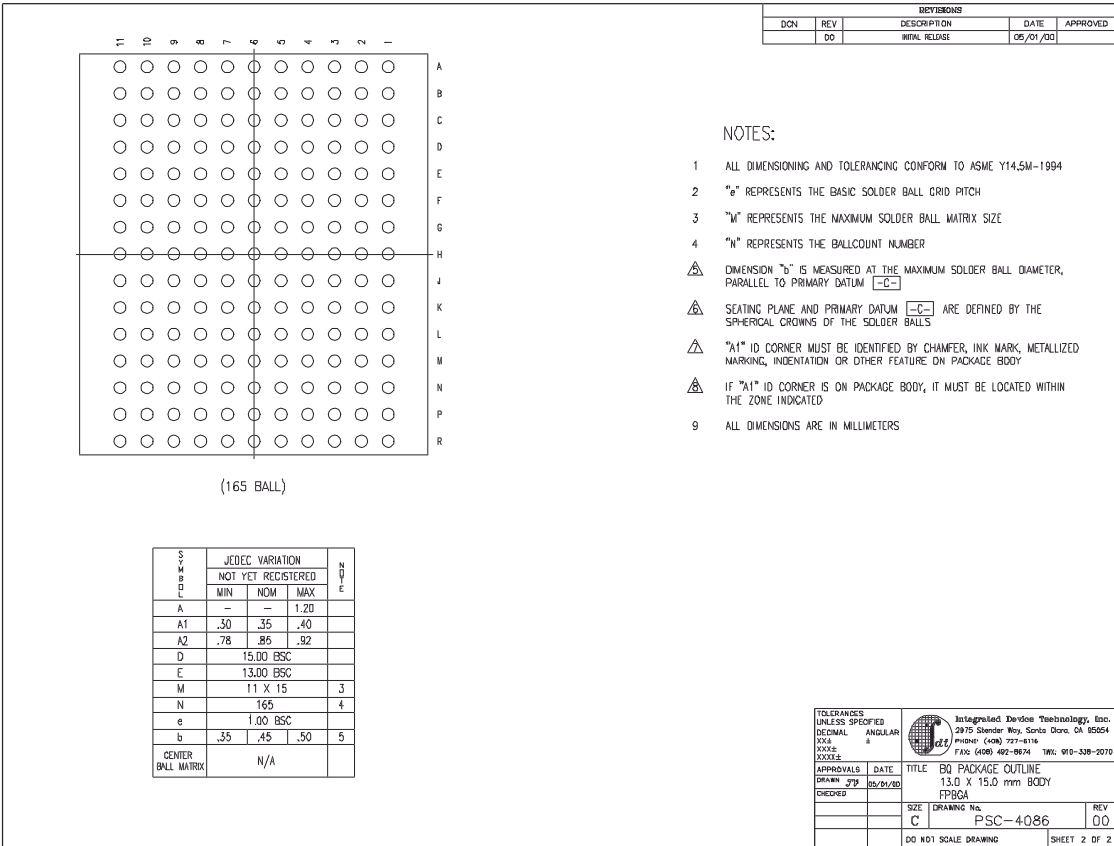 REVISIONS
DCN REV DESCRIPTION DATE APPROVED
00 INITIAL RELEASE 05/01/00
11 10 9 8 7 6 5 4 3 2 1
A
B
C
D
E
F
G
H
J
K
L
M
N
P
R
(165 BALL)
NOTES:
1 ALL DIMENSIONING AND TOLERANCING CONFORM TO ASME Y14.5M-1994
2 "e" REPRESENTS THE BASIC SOLDER BALL GRID PITCH
3 "M" REPRESENTS THE MAXIMUM SOLDER BALL MATRIX SIZE
4 "N" REPRESENTS THE BALLCOUNT NUMBER
5 DIMENSION "b" IS MEASURED AT THE MAXIMUM SOLDER BALL DIAMETER,
PARALLEL TO PRIMARY DATUM -C-
6 SEATING PLANE AND PRIMARY DATUM -C- ARE DEFINED BY THE
SPHERICAL CROWNS OF THE SOLDER BALLS
7 "A1" ID CORNER MUST BE IDENTIFIED BY CHAMFER, INK MARK, METALLIZED
MARKING, INDENTATION OR OTHER FEATURE ON PACKAGE BODY
8 IF "A1" ID CORNER IS ON PACKAGE BODY, IT MUST BE LOCATED WITHIN
THE ZONE INDICATED
9 ALL DIMENSIONS ARE IN MILLIMETERS
SYMBOL JEDEC VARIATION NOTE
NOT YET REGISTERED
MIN NOM MAX
A - - 1.20
A1 .30 .35 .40
A2 .78 .85 .92
D 15.00 BSC
E 13.00 BSC
M 11 X 15 3
N 165 4
e 1.00 BSC
b .35 .45 .50 5
CENTER
BALL MATRIX N/A
TOLERANCES
UNLESS SPECIFIED
DECIMAL ANGULAR
XX± ±
XXX±
XXXX±
idt
Integrated Device Technology, Inc.
2975 Stender Way, Santa Clara, CA 95054
PHONE: (408) 727-6116
FAX: (408) 492-8674 TWX: 910-338-2070
APPROVALS DATE
DRAWN 05/01/00
CHECKED
TITLE BQ PACKAGE OUTLINE
13.0 X 15.0 mm BODY
FPBGA
SIZE DRAWING No. REV
C PSC-4086 00
DO NOT SCALE DRAWING SHEET 2 OF 2